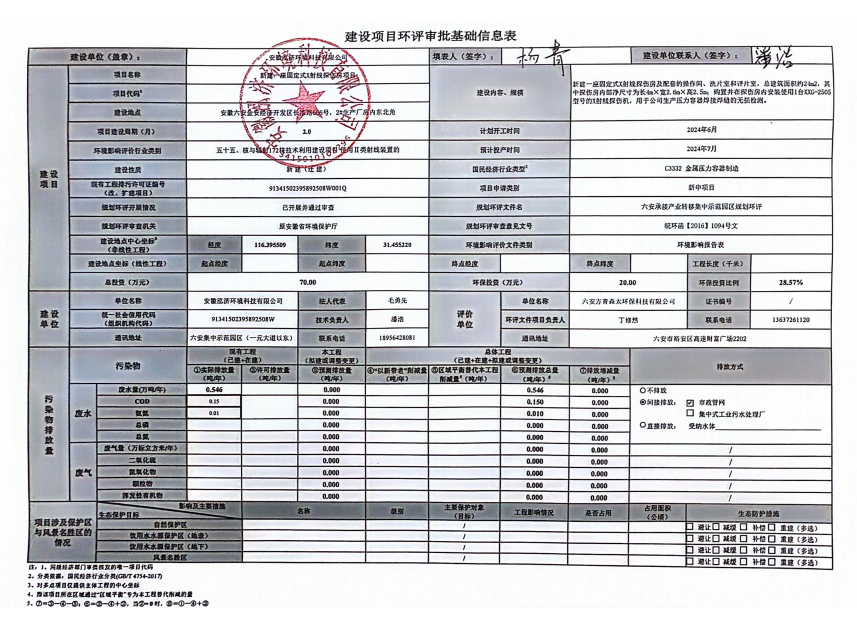 建设项目环评审批基础信息表
建设单位（盖章）： 安徽泓济环境科技有限公司 填表人（签字）： 杨青 建设单位联系人（签字）： 潘浩
建设项目
项目名称 新建一座固定式X射线探伤房项目
项目代码1
建设内容、规模 新建一座固定式X射线探伤房及配套的操作间、洗片室和评片室，总建筑面积约24m2，其
中探伤房内部净尺寸为长4m×宽2.6m×高2.5m；购置并在探伤房内安装使用1台XXG-2505
型号的X射线探伤机，用于公司生产压力容器焊接焊缝的无损检测。
建设地点 安徽六安金安经济开发区长淮路 号，2#生产厂房内东北角
项目建设周期（月） 2.0 计划开工时间 2024年6月
环境影响评价行业类别 五十五、核与辐射172核技术利用建设项目 使用Ⅱ类射线装置的 预计投产时间 2024年7月
建设性质 新 建（迁 建） 国民经济行业类型2 C3332 金属压力容器制造
现有工程排污许可证编号
（改、扩建项目） 91341502395892508W001Q 项目申请类别 新申项目
规划环评开展情况 已开展并通过审查 规划环评文件名 六安承接产业转移集中示范园区规划环评
规划环评审查机关 原安徽省环境保护厅 规划环评审查意见文号 皖环函【2016】1094号文
建设地点中心坐标3
（非线性工程） 经度 116.395509 纬度 31.455220 环境影响评价文件类别 环境影响报告表
建设地点坐标（线性工程） 起点经度 起点纬度 终点经度 终点纬度 工程长度（千米）
总投资（万元） 70.00 环保投资（万元） 20.00 环保投资比例 28.57%
建设单位
单位名称 安徽泓济环境科技有限公司 法人代表 毛勇先 评价单位 单位名称 六安方青森太环保科技有限公司 证书编号 /
统一社会信用代码
（组织机构代码） 91341502395892508W 技术负责人 潘浩 环评文件项目负责人 丁修然 联系电话 13637261120
通讯地址 六安集中示范园区（一元大道以东） 联系电话 18956428081 通讯地址 六安市裕安区高速财富广场2202
污染物排放量
污染物 现有工程
（已建+在建） 本工程
（拟建或调整变更） 总体工程
（已建+在建+拟建或调整变更） 排放方式
①实际排放量
（吨/年） ②许可排放量
（吨/年） ③预测排放量
（吨/年） ④“以新带老”削减量
（吨/年） ⑤区域平衡替代本工程
削减量4（吨/年） ⑥预测排放总量
（吨/年） ⑦排放增减量
（吨/年）5
废水
废水量(万吨/年) 0.546 0.000 0.546 0.000 ○不排放
COD 0.15 0.000 0.150 0.000 ◉间接排放： ☑ 市政管网
氨氮 0.01 0.000 0.010 0.000 □ 集中式工业污水处理厂
总磷 0.000 0.000 0.000 ○直接排放： 受纳水体
总氮 0.000 0.000 0.000
废气
废气量（万标立方米/年） 0.000 0.000 0.000 /
二氧化硫 0.000 0.000 0.000 /
氮氧化物 0.000 0.000 0.000 /
颗粒物 0.000 0.000 0.000 /
挥发性有机物 0.000 0.000 0.000 /
项目涉及保护区与风景名胜区的情况
影响及主要措施
生态保护目标 名称 级别 主要保护对象
（目标） 工程影响情况 是否占用 占用面积
（公顷） 生态防护措施
自然保护区 / □ 避让 □ 减缓 □ 补偿 □ 重建（多选）
饮用水水源保护区（地表） / □ 避让 □ 减缓 □ 补偿 □ 重建（多选）
饮用水水源保护区（地下） / □ 避让 □ 减缓 □ 补偿 □ 重建（多选）
风景名胜区 / □ 避让 □ 减缓 □ 补偿 □ 重建（多选）
注：1、同级经济部门审批核发的唯一项目代码
2、分类依据：国民经济行业分类(GB/T 4754-2017)
3、对多点项目仅提供主体工程的中心坐标
4、指该项目所在区域通过“区域平衡”专为本工程替代削减的量
5、⑦=③-④-⑤；⑥=②-④+③，当②=0时，⑥=①-④+③